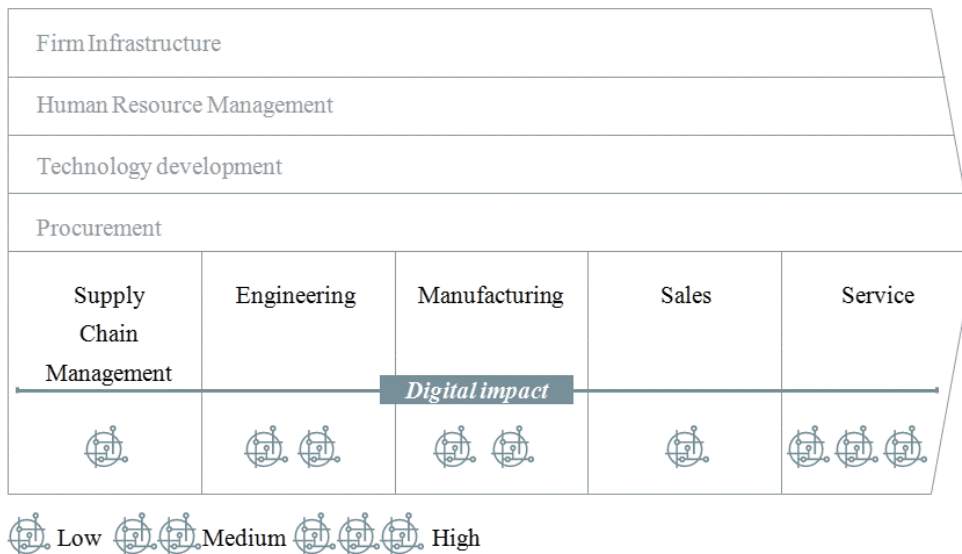 Firm Infrastructure
Human Resource Management
Technology development
Procurement
Supply
Chain
Management
Engineering
Manufacturing
Sales
Service
Digital impact
Low Medium High